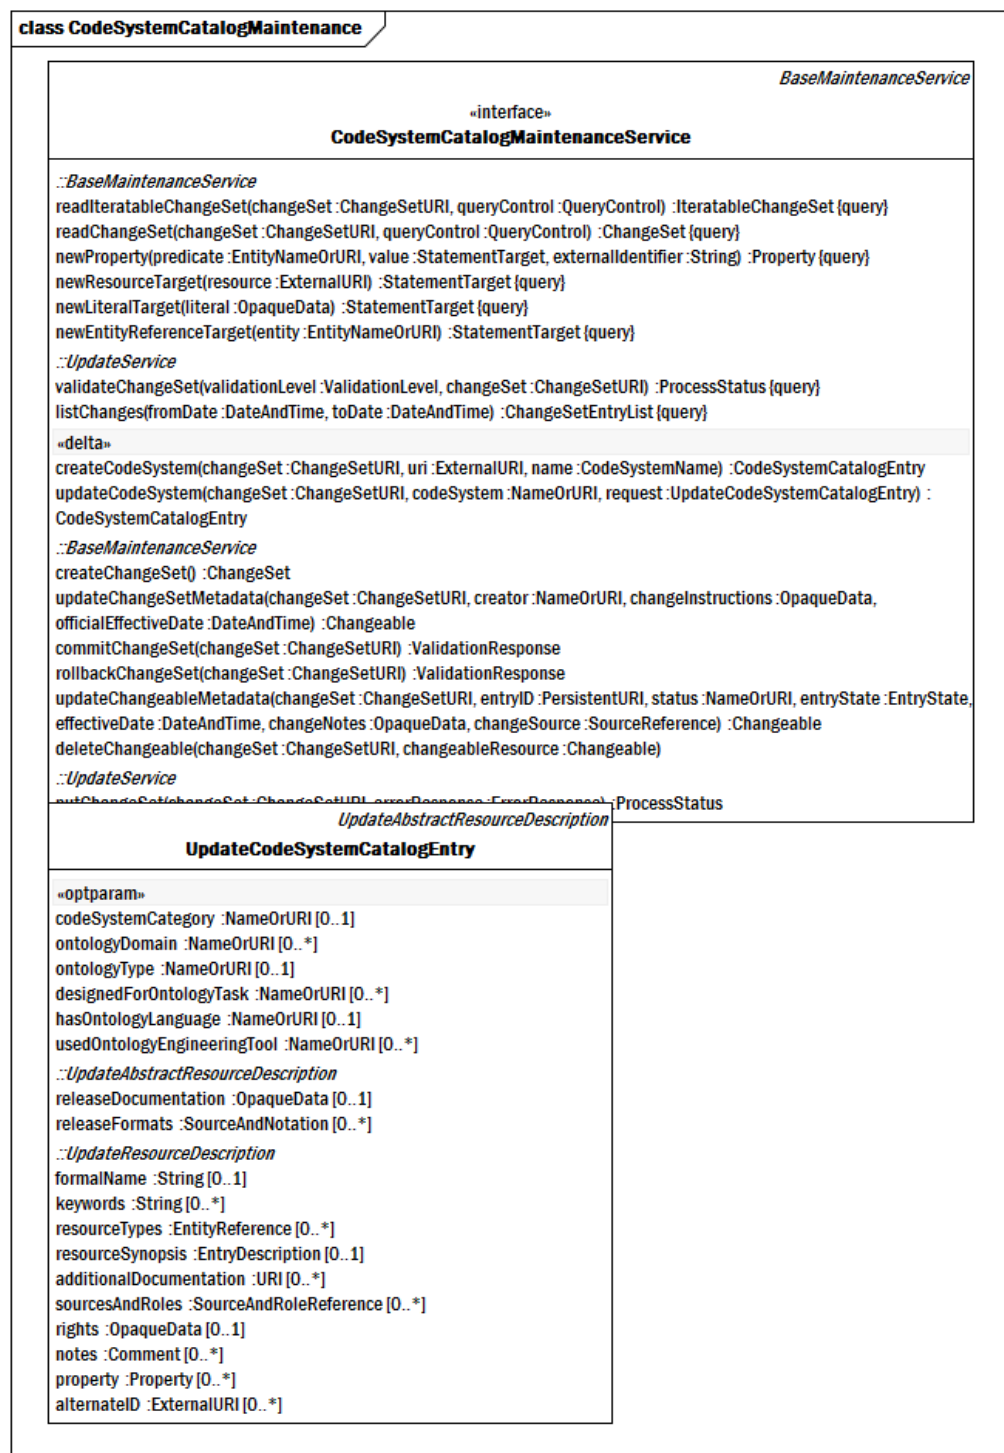 class CodeSystemCatalogMaintenance
BaseMaintenanceService
«interface»
CodeSystemCatalogMaintenanceService
::BaseMaintenanceService
readIteratableChangeSet(changeSet :ChangeSetURI, queryControl :QueryControl) :IteratableChangeSet {query}
readChangeSet(changeSet :ChangeSetURI, queryControl :QueryControl) :ChangeSet {query}
newProperty(predicate :EntityNameOrURI, value :StatementTarget, externalIdentifier :String) :Property {query}
newResourceTarget(resource :ExternalURI) :StatementTarget {query}
newLiteralTarget(literal :OpaqueData) :StatementTarget {query}
newEntityReferenceTarget(entity :EntityNameOrURI) :StatementTarget {query}
::UpdateService
validateChangeSet(validationLevel :ValidationLevel, changeSet :ChangeSetURI) :ProcessStatus {query}
listChanges(fromDate :DateAndTime, toDate :DateAndTime) :ChangeSetEntryList {query}
«delta»
createCodeSystem(changeSet :ChangeSetURI, uri :ExternalURI, name :CodeSystemName) :CodeSystemCatalogEntry
updateCodeSystem(changeSet :ChangeSetURI, codeSystem :NameOrURI, request :UpdateCodeSystemCatalogEntry) :
CodeSystemCatalogEntry
::BaseMaintenanceService
createChangeSet() :ChangeSet
updateChangeSetMetadata(changeSet :ChangeSetURI, creator :NameOrURI, changeInstructions :OpaqueData,
officialEffectiveDate :DateAndTime) :Changeable
commitChangeSet(changeSet :ChangeSetURI) :ValidationResponse
rollbackChangeSet(changeSet :ChangeSetURI) :ValidationResponse
updateChangeableMetadata(changeSet :ChangeSetURI, entryID :PersistentURI, status :NameOrURI, entryState :EntryState,
effectiveDate :DateAndTime, changeNotes :OpaqueData, changeSource :SourceReference) :Changeable
deleteChangeable(changeSet :ChangeSetURI, changeableResource :Changeable)
::UpdateService
:ProcessStatus
UpdateAbstractResourceDescription
UpdateCodeSystemCatalogEntry
«optparam»
codeSystemCategory :NameOrURI [0..1]
ontologyDomain :NameOrURI [0..*]
ontologyType :NameOrURI [0..1]
designedForOntologyTask :NameOrURI [0..*]
hasOntologyLanguage :NameOrURI [0..1]
usedOntologyEngineeringTool :NameOrURI [0..*]
::UpdateAbstractResourceDescription
releaseDocumentation :OpaqueData [0..1]
releaseFormats :SourceAndNotation [0..*]
::UpdateResourceDescription
formalName :String [0..1]
keywords :String [0..*]
resourceTypes :EntityReference [0..*]
resourceSynopsis :EntryDescription [0..1]
additionalDocumentation :URI [0..*]
sourcesAndRoles :SourceAndRoleReference [0..*]
rights :OpaqueData [0..1]
notes :Comment [0..*]
property :Property [0..*]
alternateID :ExternalURI [0..*]